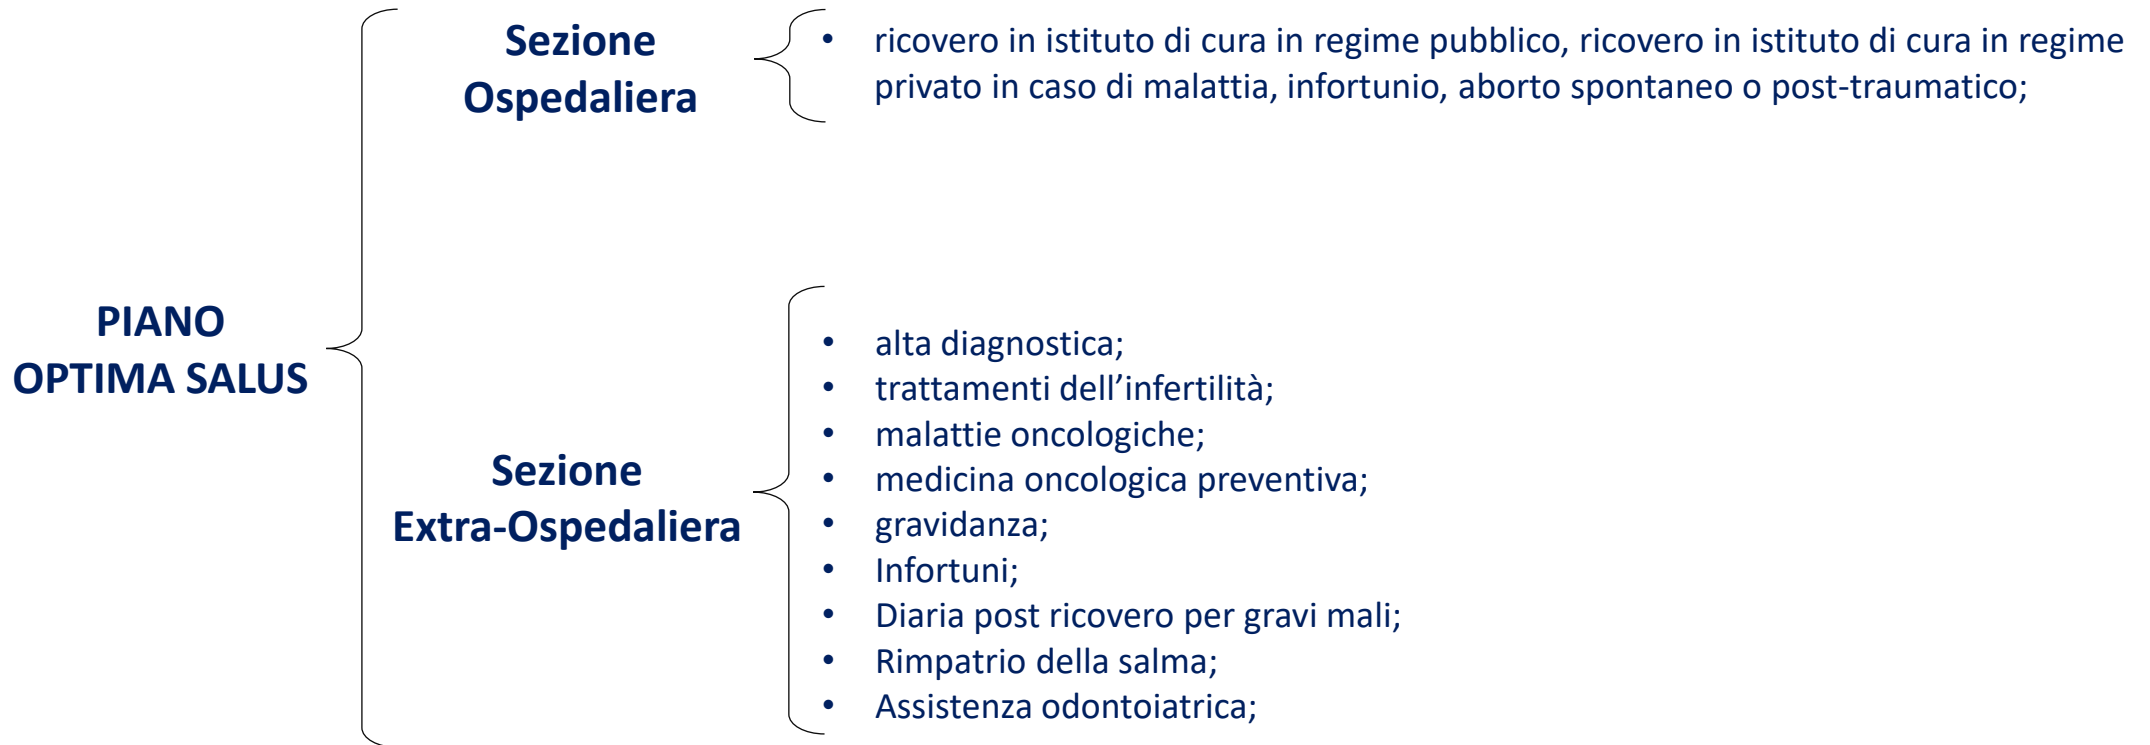 PIANO
OPTIMA SALUS
Sezione
Ospedaliera
• ricovero in istituto di cura in regime pubblico, ricovero in istituto di cura in regime
privato in caso di malattia, infortunio, aborto spontaneo o post-traumatico;
Sezione
Extra-Ospedaliera
• alta diagnostica;
• trattamenti dell’infertilità;
• malattie oncologiche;
• medicina oncologica preventiva;
• gravidanza;
• Infortuni;
• Diaria post ricovero per gravi mali;
• Rimpatrio della salma;
• Assistenza odontoiatrica;